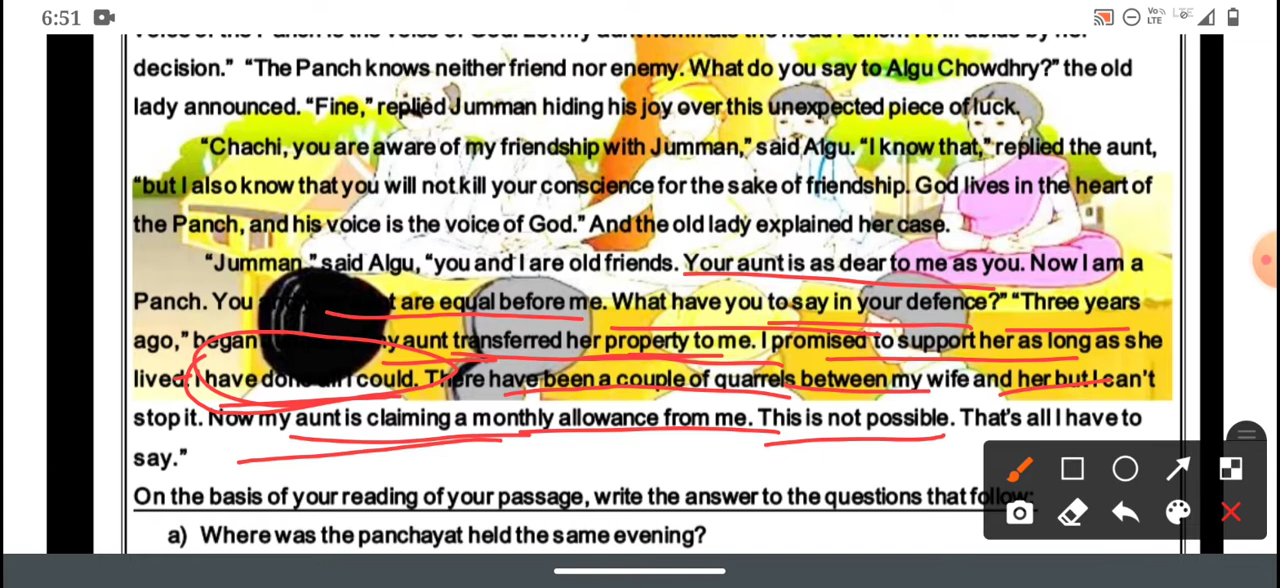 6:51
Vo
LTE
LTE
decision.” “The Panch knows neither friend nor enemy. What do you say to Algu Chowdhry?” the old
lady announced. “Fine,” replied Jumman hiding his joy over this unexpected piece of luck.
“Chachi, you are aware of my friendship with Jumman,” said Algu. “I know that,” replied the aunt,
“but I also know that you will not kill your conscience for the sake of friendship. God lives in the heart of
the Panch, and his voice is the voice of God.” And the old lady explained her case.
“Jumman,” said Algu, “you and I are old friends. Your aunt is as dear to me as you. Now I am a
Panch. You are equal before me. What have you to say in your defence?” “Three years
ago,” began my aunt transferred her property to me. I promised to support her as long as she
lived. I have done all I could. There have been a couple of quarrels between my wife and her but I can’t
stop it. Now my aunt is claiming a monthly allowance from me. This is not possible. That’s all I have to
say.”
On the basis of your reading of your passage, write the answer to the questions that follow:
a) Where was the panchayat held the same evening?